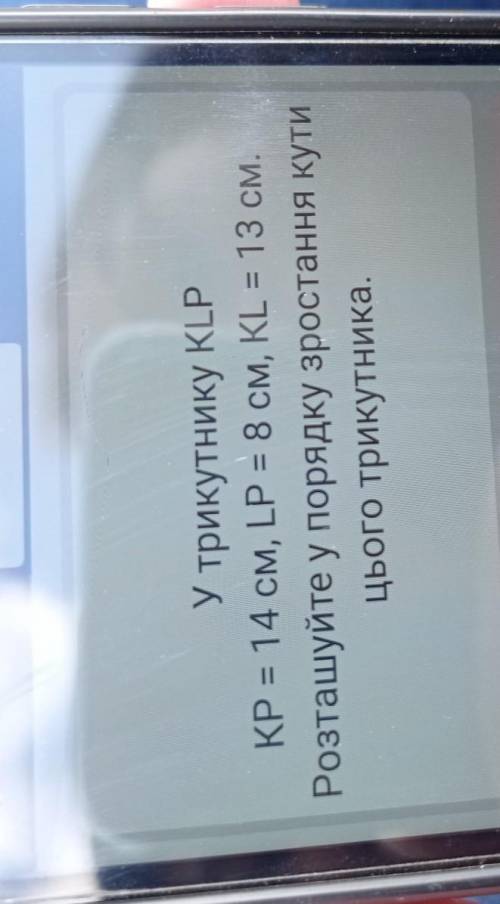 У трикутнику KLP
KP = 14 см, LP = 8 см, KL = 13 см.
Розташуйте у порядку зростання кути
цього трикутника.